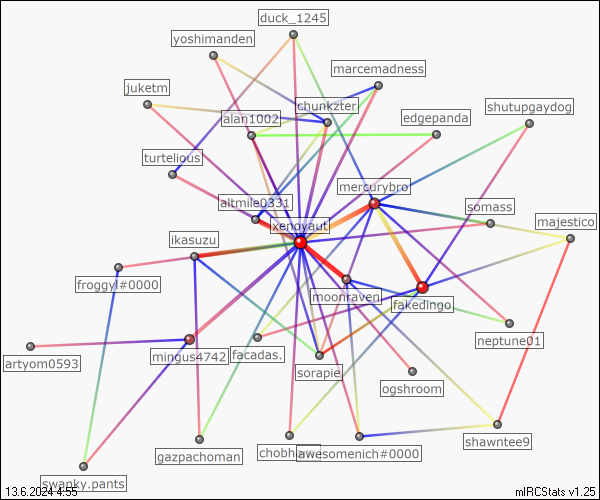 duck_1245
yoshimanden
marcemadness
juketm
chunkzter
shutupgaydog
alan1002
edgepanda
turtelious
mercurybro
altmile0331
somass
xenoyaut
majestico
ikasuzu
froggyl#0000
moonraven
fakedingo
neptune01
artyom0593
mingus4742
facadas.
sorapie
ogshroom
shawntee9
gazpachoman
awesomenich#0000
swanky.pants
13.6.2024 4:55
mIRCStats v1.25